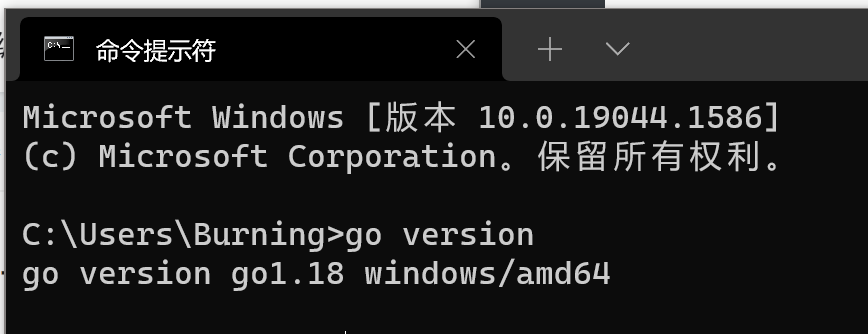 命令提示符
Microsoft Windows [版本 10.0.19044.1586]
(c) Microsoft Corporation。保留所有权利。
C:\Users\Burning>go version
go version go1.18 windows/amd64